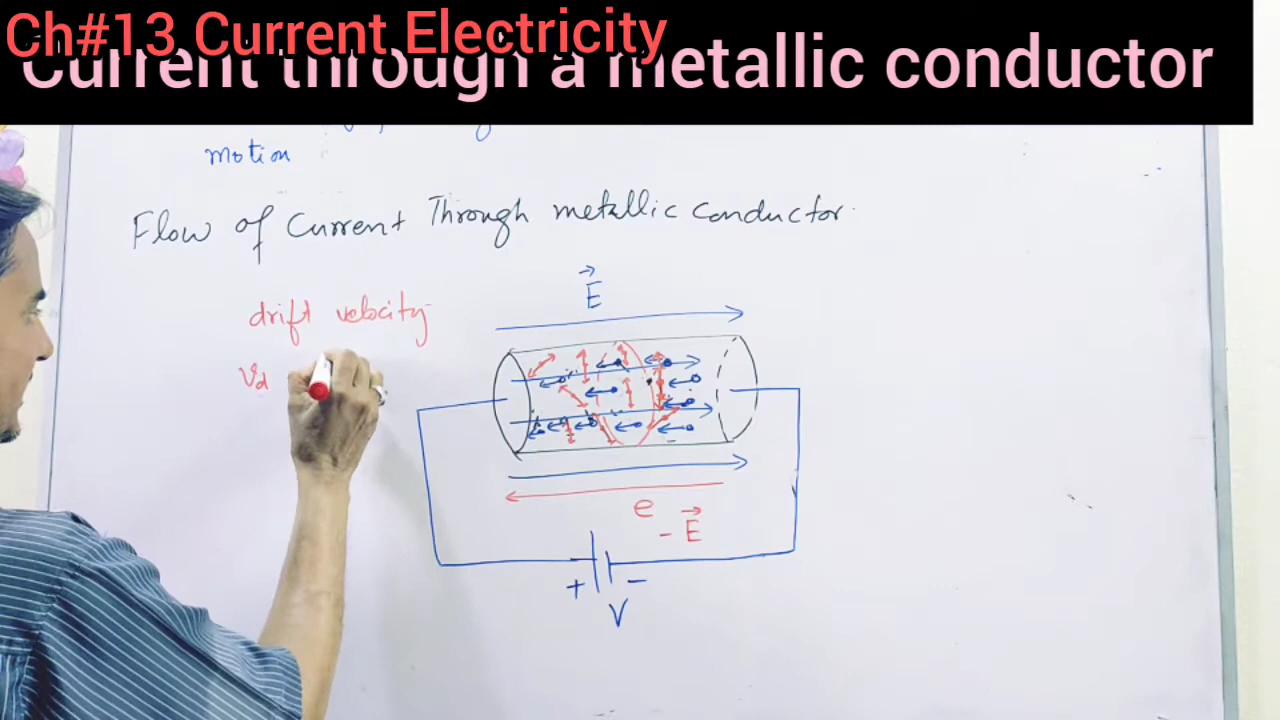 Ch#13 Current Electricity
Current through a metallic conductor
motion
Flow of Current Through metallic conductor.
drift velocity
Vd
E
e
- E
+ -
V